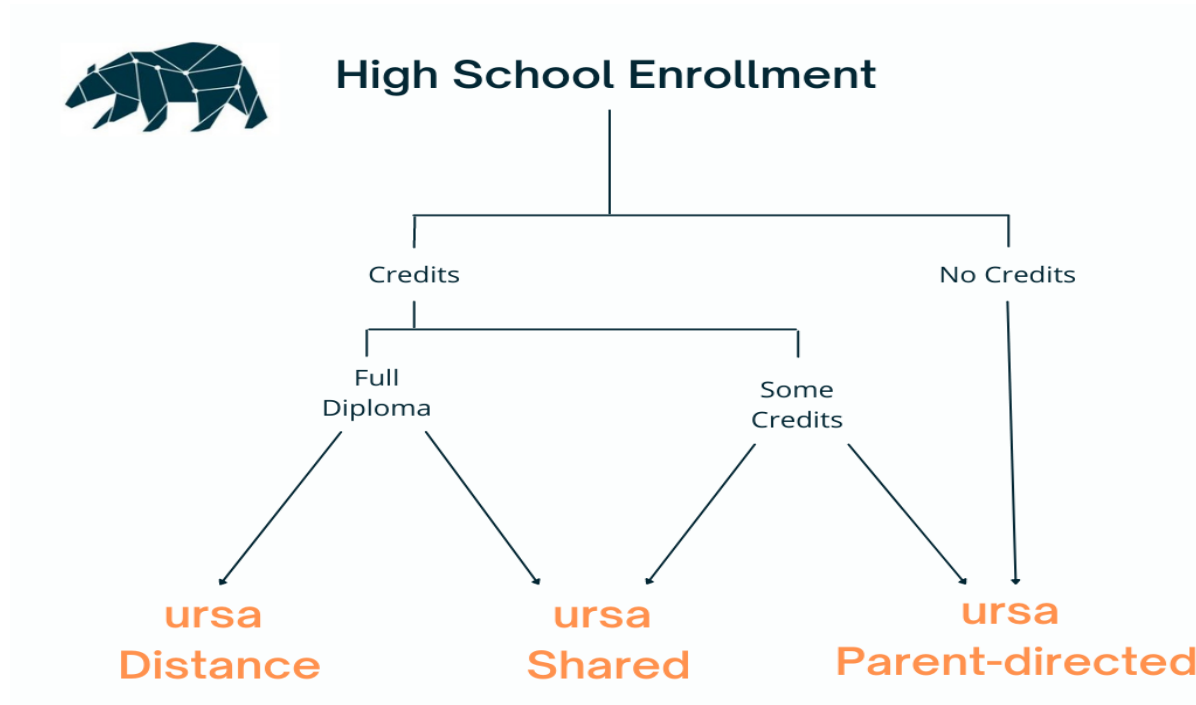 High School Enrollment
Credits
No Credits
Full
Diploma
Some
Credits
ursa
Distance
ursa
Shared
ursa
Parent-directed